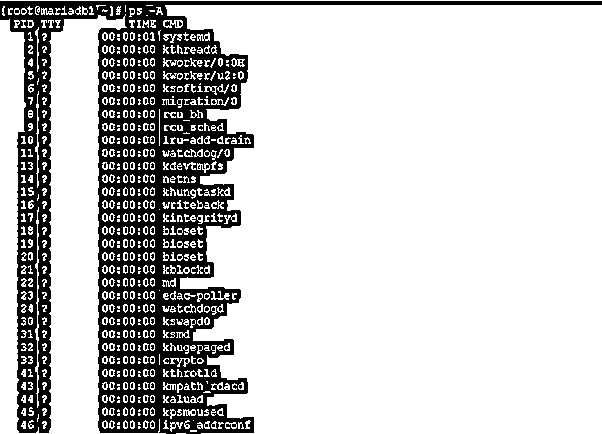 [root@mariadb1 ~]# ps -A
PID TTY TIME CMD
1 ? 00:00:01 systemd
2 ? 00:00:00 kthreadd
4 ? 00:00:00 kworker/0:0H
5 ? 00:00:00 kworker/u2:0
6 ? 00:00:00 ksoftirqd/0
7 ? 00:00:00 migration/0
8 ? 00:00:00 rcu_bh
9 ? 00:00:00 rcu_sched
10 ? 00:00:00 lru-add-drain
11 ? 00:00:00 watchdog/0
13 ? 00:00:00 kdevtmpfs
14 ? 00:00:00 netns
15 ? 00:00:00 khungtaskd
16 ? 00:00:00 writeback
17 ? 00:00:00 kintegrityd
18 ? 00:00:00 bioset
19 ? 00:00:00 bioset
20 ? 00:00:00 bioset
21 ? 00:00:00 kblockd
22 ? 00:00:00 md
23 ? 00:00:00 edac-poller
24 ? 00:00:00 watchdogd
30 ? 00:00:00 kswapd0
31 ? 00:00:00 ksmd
32 ? 00:00:00 khugepaged
33 ? 00:00:00 crypto
41 ? 00:00:00 kthrotld
43 ? 00:00:00 kmpath_rdacd
44 ? 00:00:00 kaluad
45 ? 00:00:00 kpsmoused
46 ? 00:00:00 ipv6_addrconf